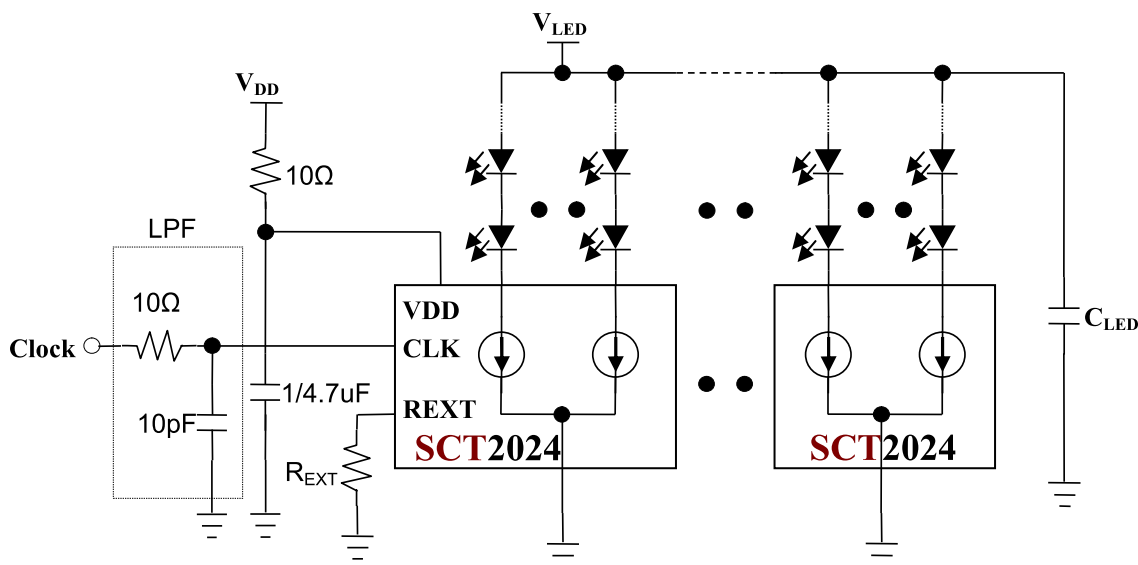 VLED
VDD
10Ω
LPF
10Ω
VDD
Clock
CLK
CLED
1/4.7uF
10pF
REXT
REXT
SCT2024
SCT2024